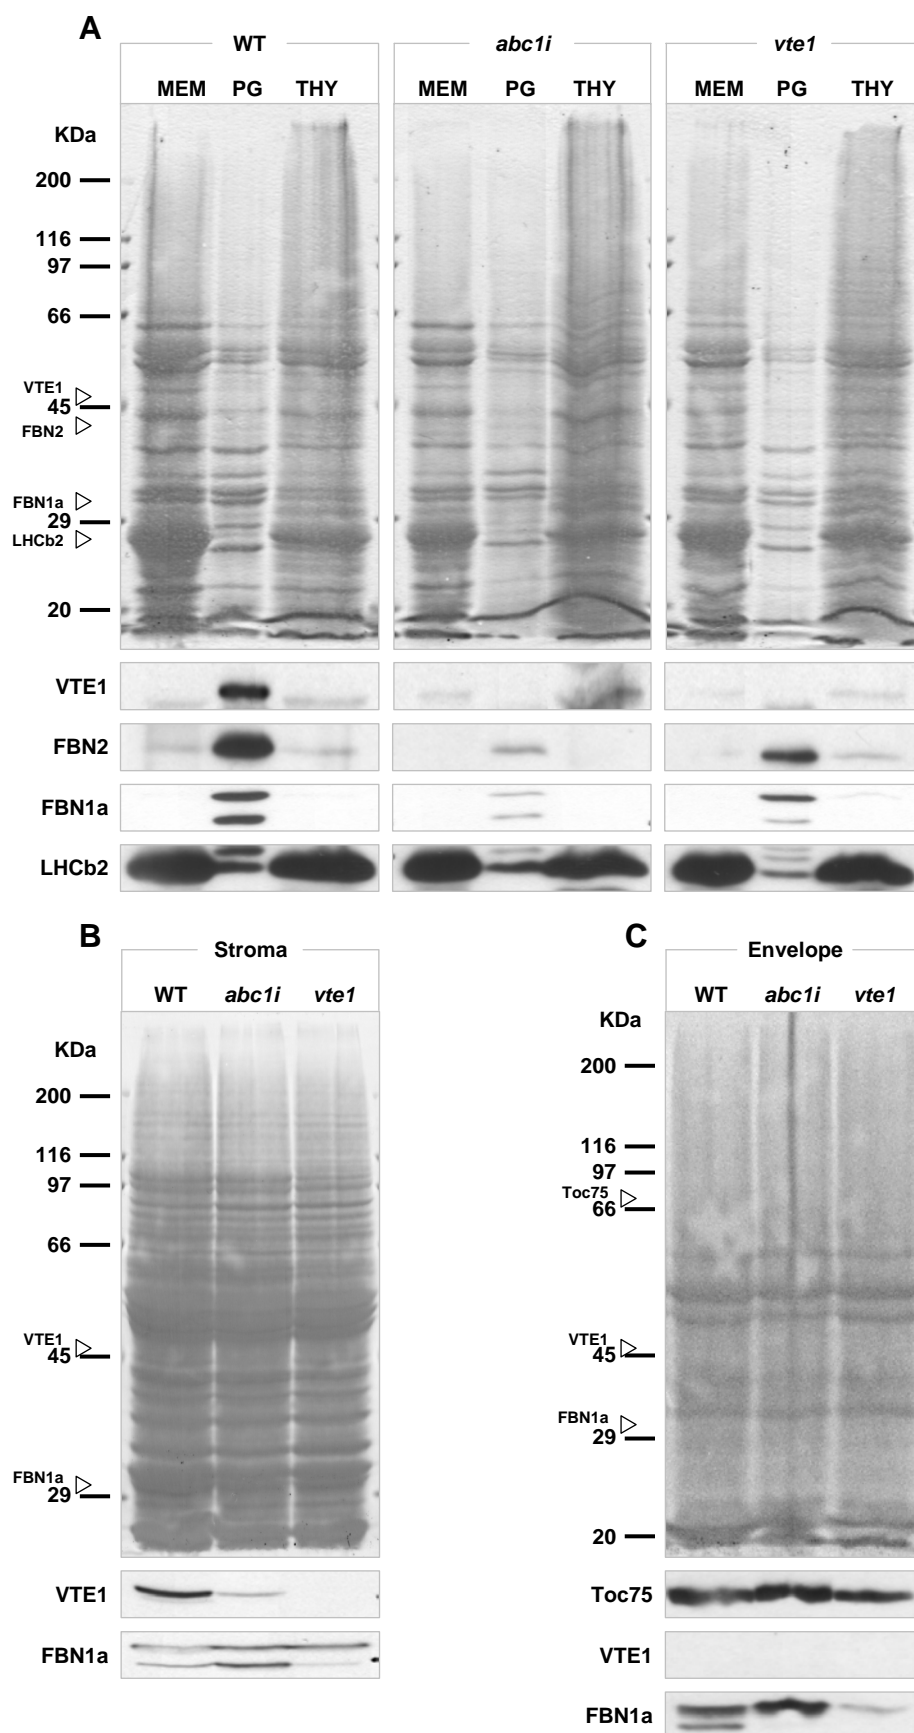 A
WT
abc1i
vte1
MEM PG THY
MEM PG THY
MEM PG THY
KDa
200
116
97
66
VTE1
45
FBN2
FBN1a
29
LHCb2
20
VTE1
FBN2
FBN1a
LHCb2
B
Stroma
WT abc1i vte1
KDa
200
116
97
66
VTE1
45
FBN1a
29
VTE1
FBN1a
C
Envelope
WT abc1i vte1
KDa
200
116
97
Toc75
66
VTE1
45
FBN1a
29
20
Toc75
VTE1
FBN1a